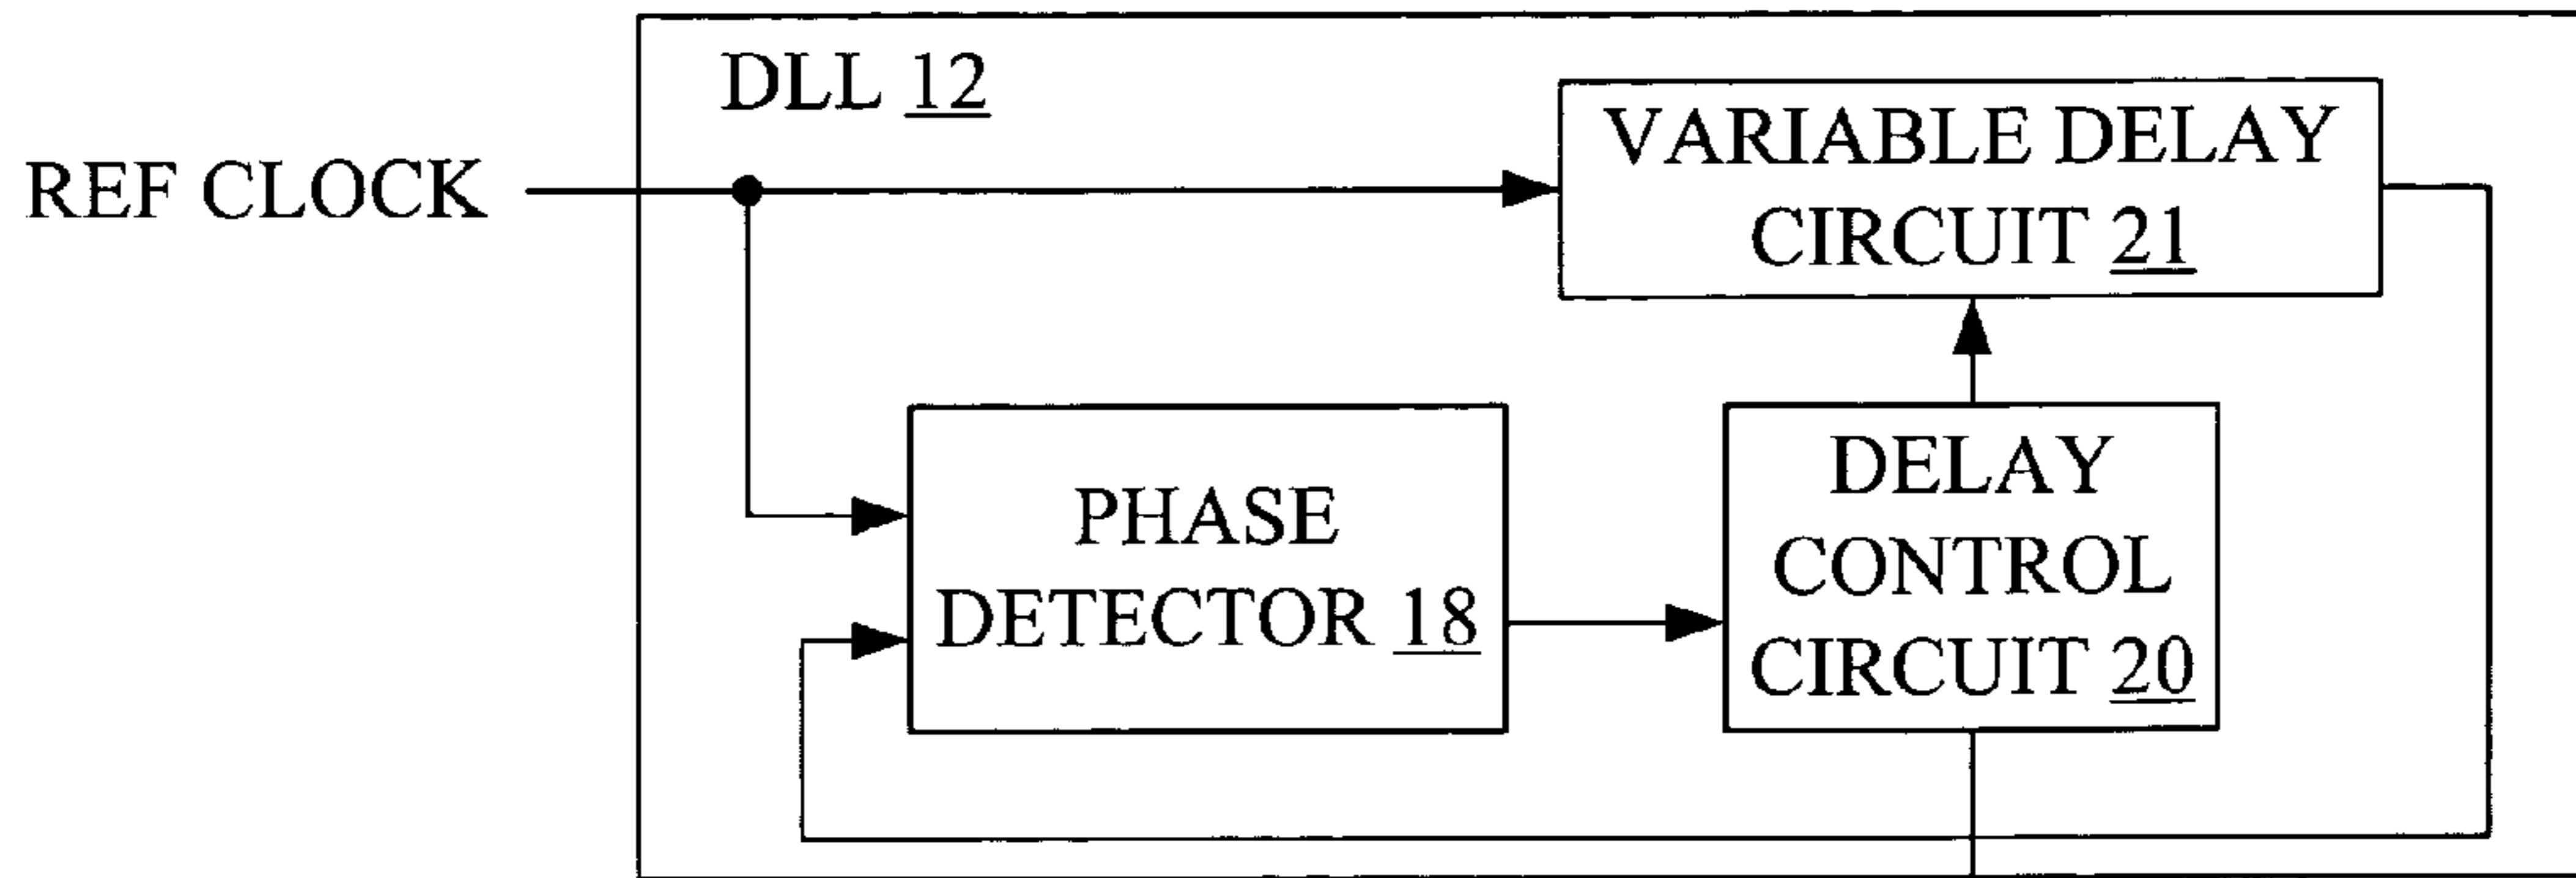 DLL 12
REF CLOCK
VARIABLE DELAY
CIRCUIT 21
PHASE
DETECTOR 18
DELAY
CONTROL
CIRCUIT 20